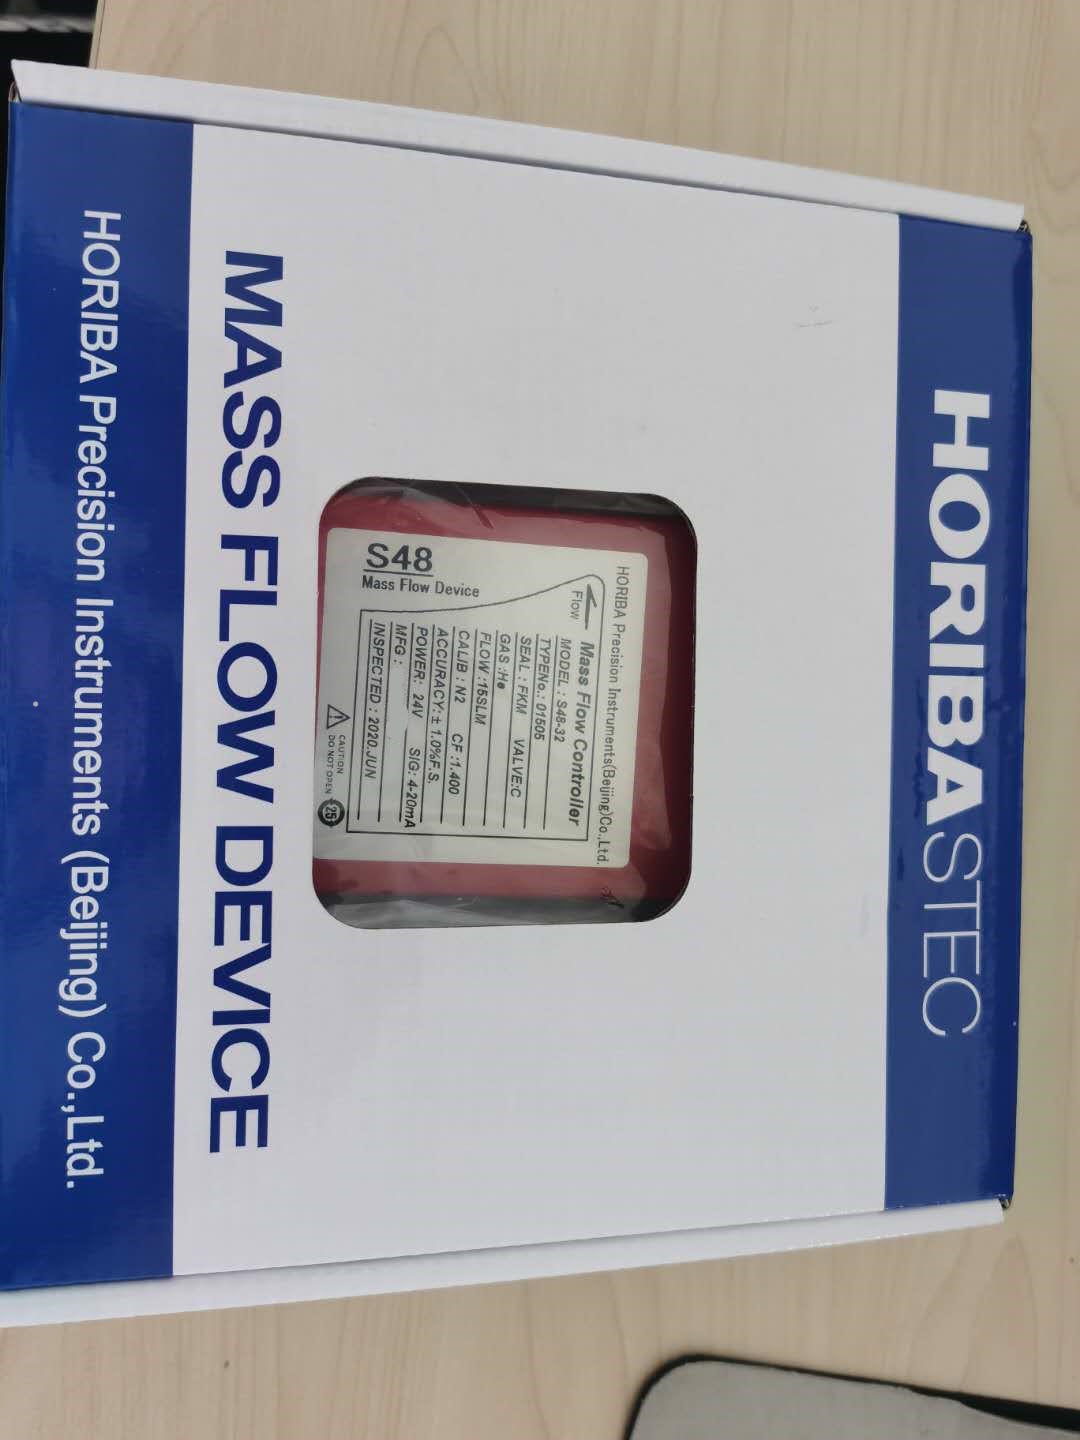 HORIBASTEC
HORIBA Precision Instruments(Beijing)Co.,Ltd.
Flow
Mass Flow Controller
MODEL : S48-32
TYPENo.: 01505
SEAL : FKM VALVE:C
GAS :He
FLOW :15SLM
CALIB : N2 CF :1.400
ACCURACY: ± 1.0%F.S.
POWER: 24V SIG: 4-20mA
MFG :
INSPECTED : 2020.JUN
S48
Mass Flow Device
CAUTION
DO NOT OPEN
25
MASS FLOW DEVICE
HORIBA Precision Instruments (Beijing) Co.,Ltd.